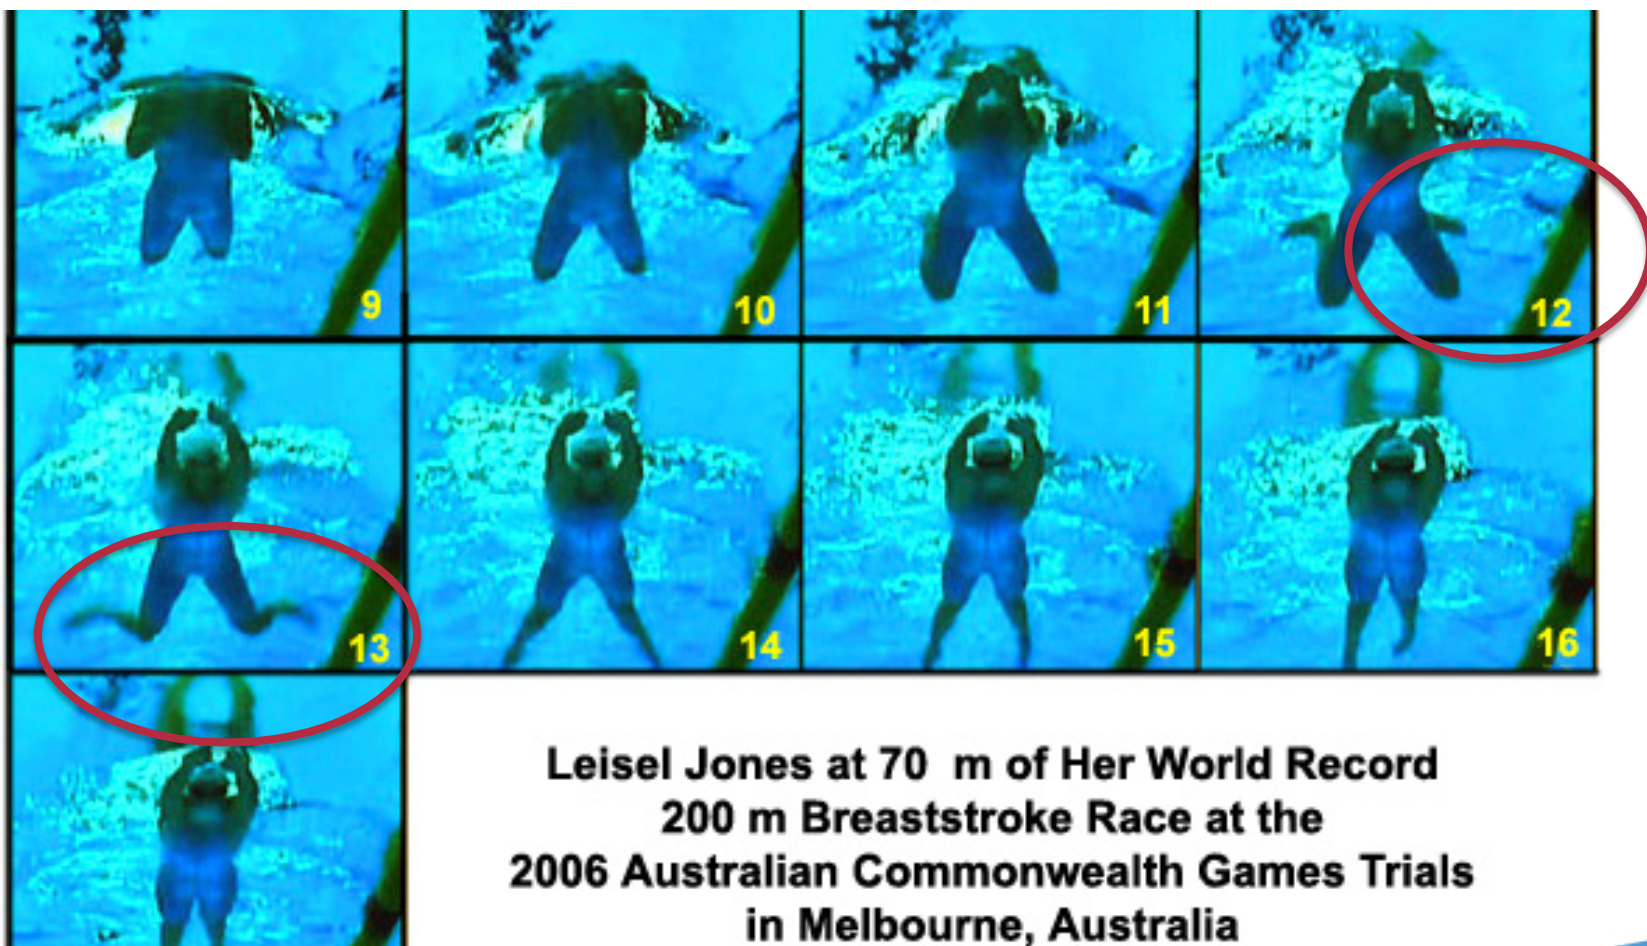 9
10
11
12
13
14
15
16
Leisel Jones at 70 m of Her World Record
200 m Breaststroke Race at the
2006 Australian Commonwealth Games Trials
in Melbourne, Australia